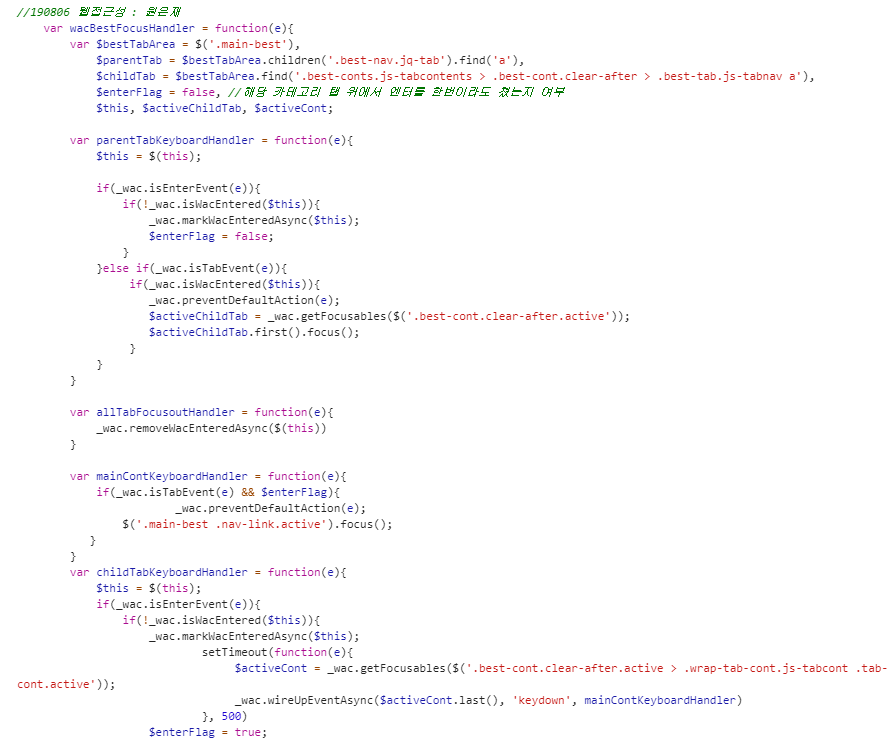 //190806 웹접근성 : 원은재
var wacBestFocusHandler = function(e){
var $bestTabArea = $('.main-best'),
$parentTab = $bestTabArea.children('.best-nav.jq-tab').find('a'),
$childTab = $bestTabArea.find('.best-conts.js-tabcontents > .best-cont.clear-after > .best-tab.js-tabnav a'),
$enterFlag = false, //해당 카테고리 탭 위에서 엔터를 한번이라도 쳤는지 여부
$this, $activeChildTab, $activeCont;
var parentTabKeyboardHandler = function(e){
$this = $(this);
if(_wac.isEnterEvent(e)){
if(!_wac.isWacEntered($this)){
_wac.markWacEnteredAsync($this);
$enterFlag = false;
}
}else if(_wac.isTabEvent(e)){
if(_wac.isWacEntered($this)){
_wac.preventDefaultAction(e);
$activeChildTab = _wac.getFocusables($('.best-cont.clear-after.active'));
$activeChildTab.first().focus();
}
}
}
var allTabFocusoutHandler = function(e){
_wac.removeWacEnteredAsync($(this))
}
var mainContKeyboardHandler = function(e){
if(_wac.isTabEvent(e) && $enterFlag){
_wac.preventDefaultAction(e);
$('.main-best .nav-link.active').focus();
}
}
var childTabKeyboardHandler = function(e){
$this = $(this);
if(_wac.isEnterEvent(e)){
if(!_wac.isWacEntered($this)){
_wac.markWacEnteredAsync($this);
setTimeout(function(e){
$activeCont = _wac.getFocusables($('.best-cont.clear-after.active > .wrap-tab-cont.js-tabcont .tab-
cont.active'));
_wac.wireUpEventAsync($activeCont.last(), 'keydown', mainContKeyboardHandler)
}, 500)
$enterFlag = true;